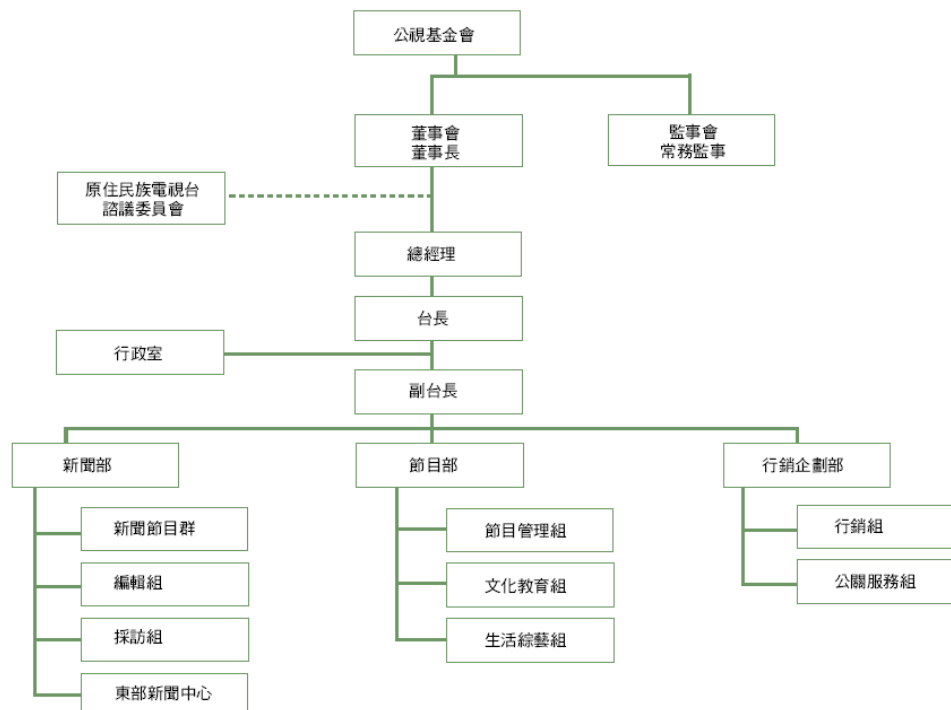 公視基金會
董事會
董事長
監事會
常務監事
原住民族電視台
諮議委員會
總經理
台長
行政室
副台長
新聞部
節目部
行銷企劃部
新聞節目群
編輯組
採訪組
東部新聞中心
節目管理組
文化教育組
生活綜藝組
行銷組
公關服務組